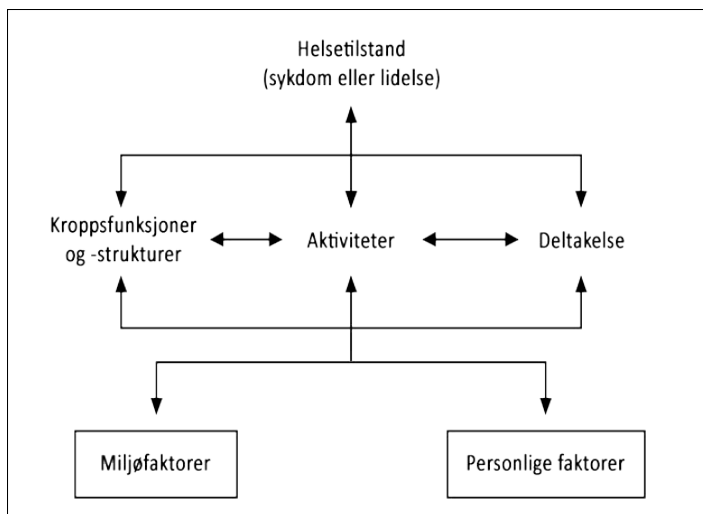 Helsetilstand
(sykdom eller lidelse)
Kroppsfunksjoner
og -strukturer
Aktiviteter
Deltakelse
Miljøfaktorer
Personlige faktorer